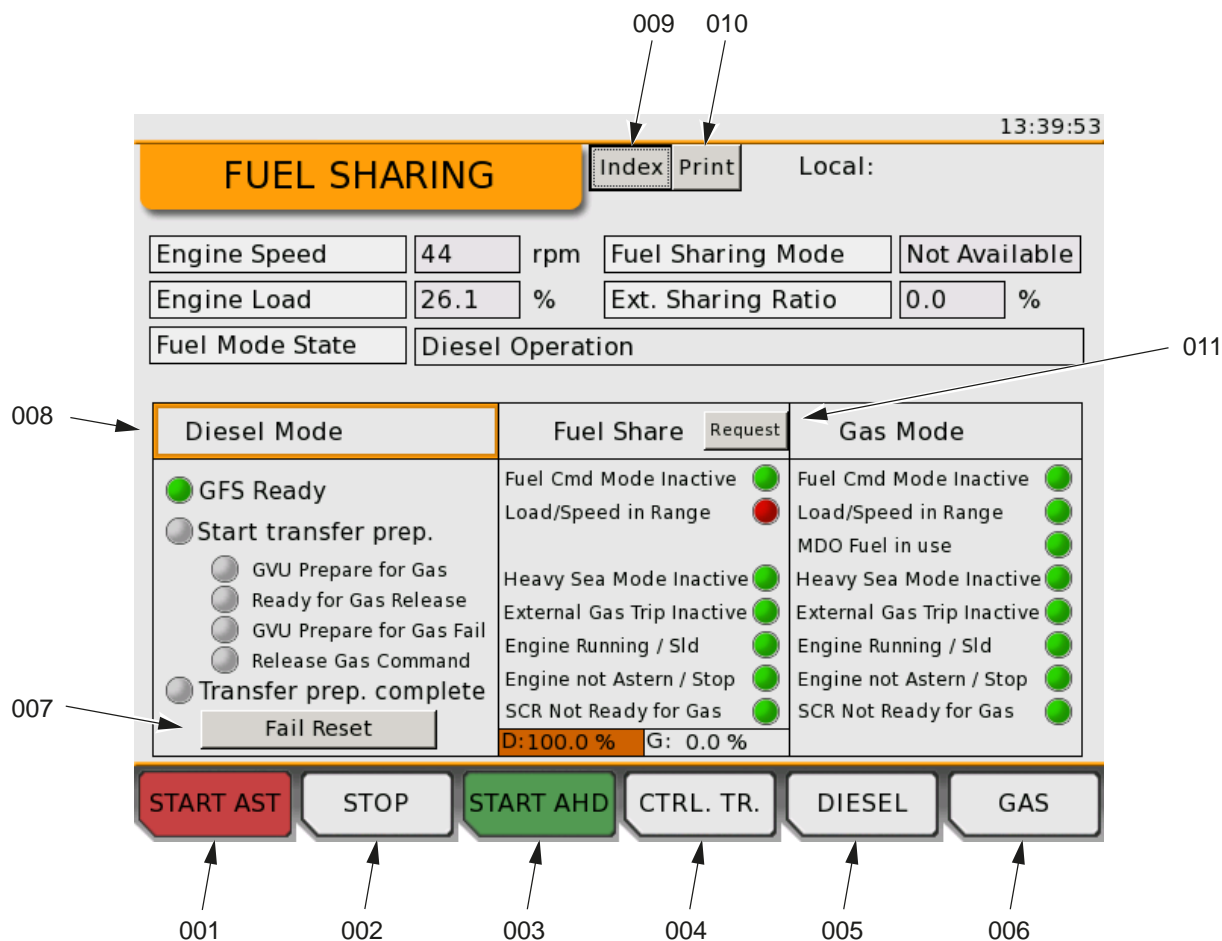 009 010
13:39:53
FUEL SHARING
Index Print Local:
Engine Speed 44 rpm Fuel Sharing Mode Not Available
Engine Load 26.1 % Ext. Sharing Ratio 0.0 %
Fuel Mode State Diesel Operation
011
008
Diesel Mode
GFS Ready
Start transfer prep.
GVU Prepare for Gas
Ready for Gas Release
GVU Prepare for Gas Fail
Release Gas Command
Transfer prep. complete
007
Fail Reset
Fuel Share Request
Fuel Cmd Mode Inactive
Load/Speed in Range
Heavy Sea Mode Inactive
External Gas Trip Inactive
Engine Running / Sld
Engine not Astern / Stop
SCR Not Ready for Gas
D:100.0 % G: 0.0 %
Gas Mode
Fuel Cmd Mode Inactive
Load/Speed in Range
MDO Fuel in use
Heavy Sea Mode Inactive
External Gas Trip Inactive
Engine Running / Sld
Engine not Astern / Stop
SCR Not Ready for Gas
START AST STOP START AHD CTRL. TR. DIESEL GAS
001 002 003 004 005 006